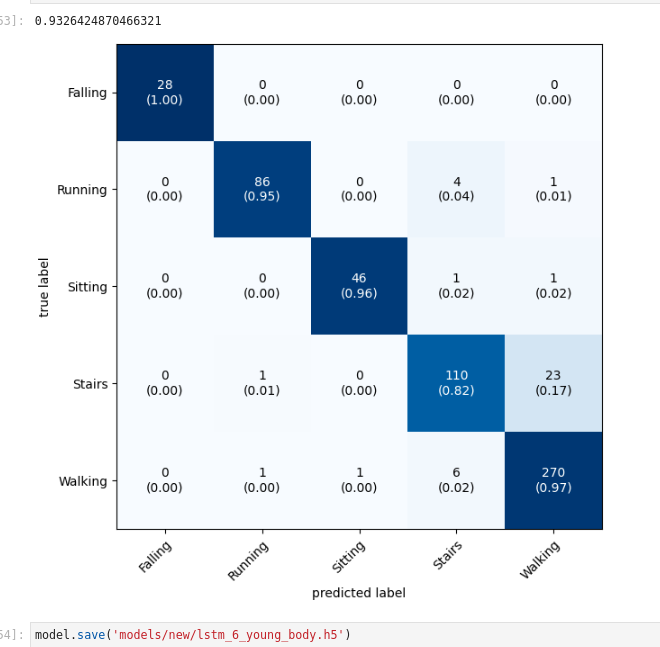 53]: 0.9326424870466321
Falling 28 0 0 0 0
(1.00) (0.00) (0.00) (0.00) (0.00)
Running 0 86 0 4 1
(0.00) (0.95) (0.00) (0.04) (0.01)
Sitting 0 0 46 1 1
(0.00) (0.00) (0.96) (0.02) (0.02)
true label
Stairs 0 1 0 110 23
(0.00) (0.01) (0.00) (0.82) (0.17)
Walking 0 1 1 6 270
(0.00) (0.00) (0.00) (0.02) (0.97)
Falling Running Sitting Stairs Walking
predicted label
54]: model.save('models/new/lstm_6_young_body.h5')